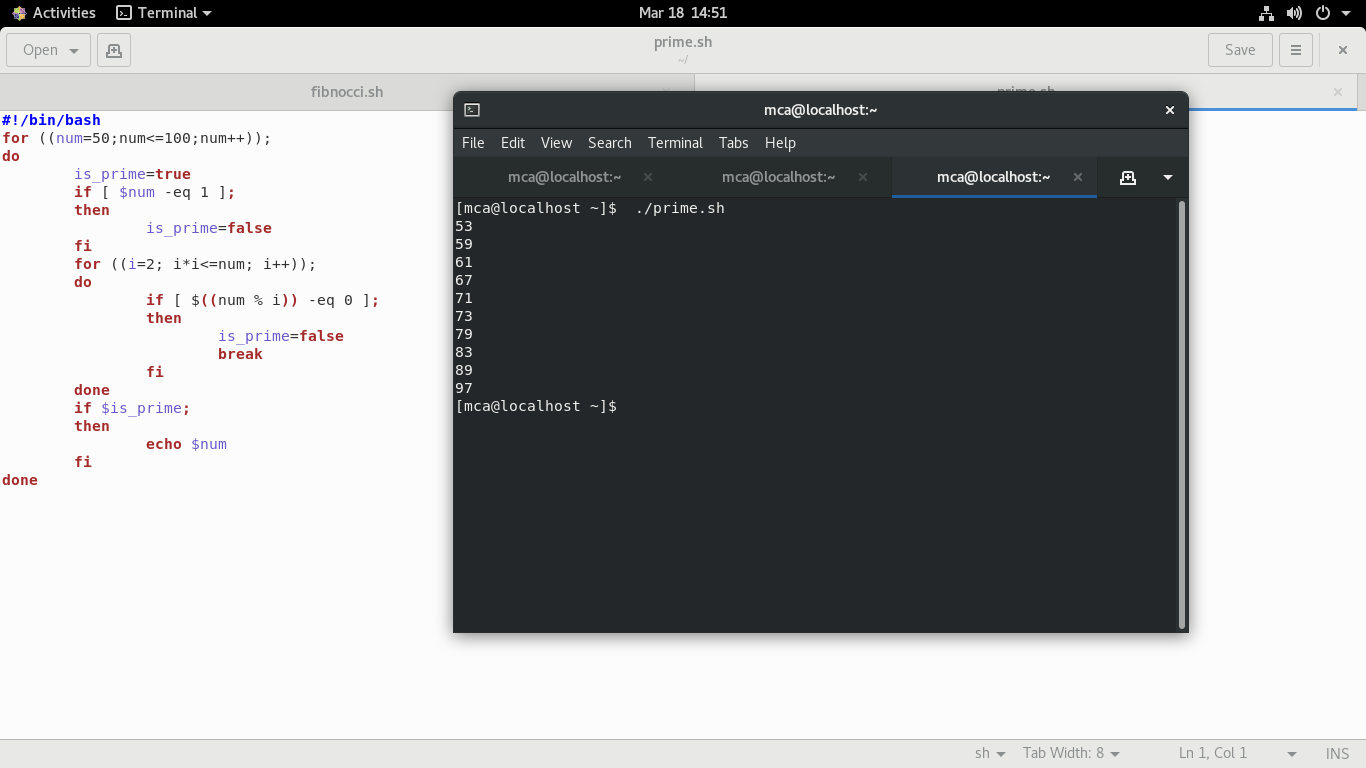 Activities Terminal Mar 18 14:51
Open prime.sh Save
~/
fibnocci.sh prime.sh
#!/bin/bash
for ((num=50;num<=100;num++));
do
is_prime=true
if [ $num -eq 1 ];
then
is_prime=false
fi
for ((i=2; i*i<=num; i++));
do
if [ $((num % i)) -eq 0 ];
then
is_prime=false
break
fi
done
if $is_prime;
then
echo $num
fi
done
mca@localhost:~
File Edit View Search Terminal Tabs Help
mca@localhost:~ mca@localhost:~ mca@localhost:~
[mca@localhost ~]$  ./prime.sh
53
59
61
67
71
73
79
83
89
97
[mca@localhost ~]$
sh Tab Width: 8 Ln 1, Col 1 INS